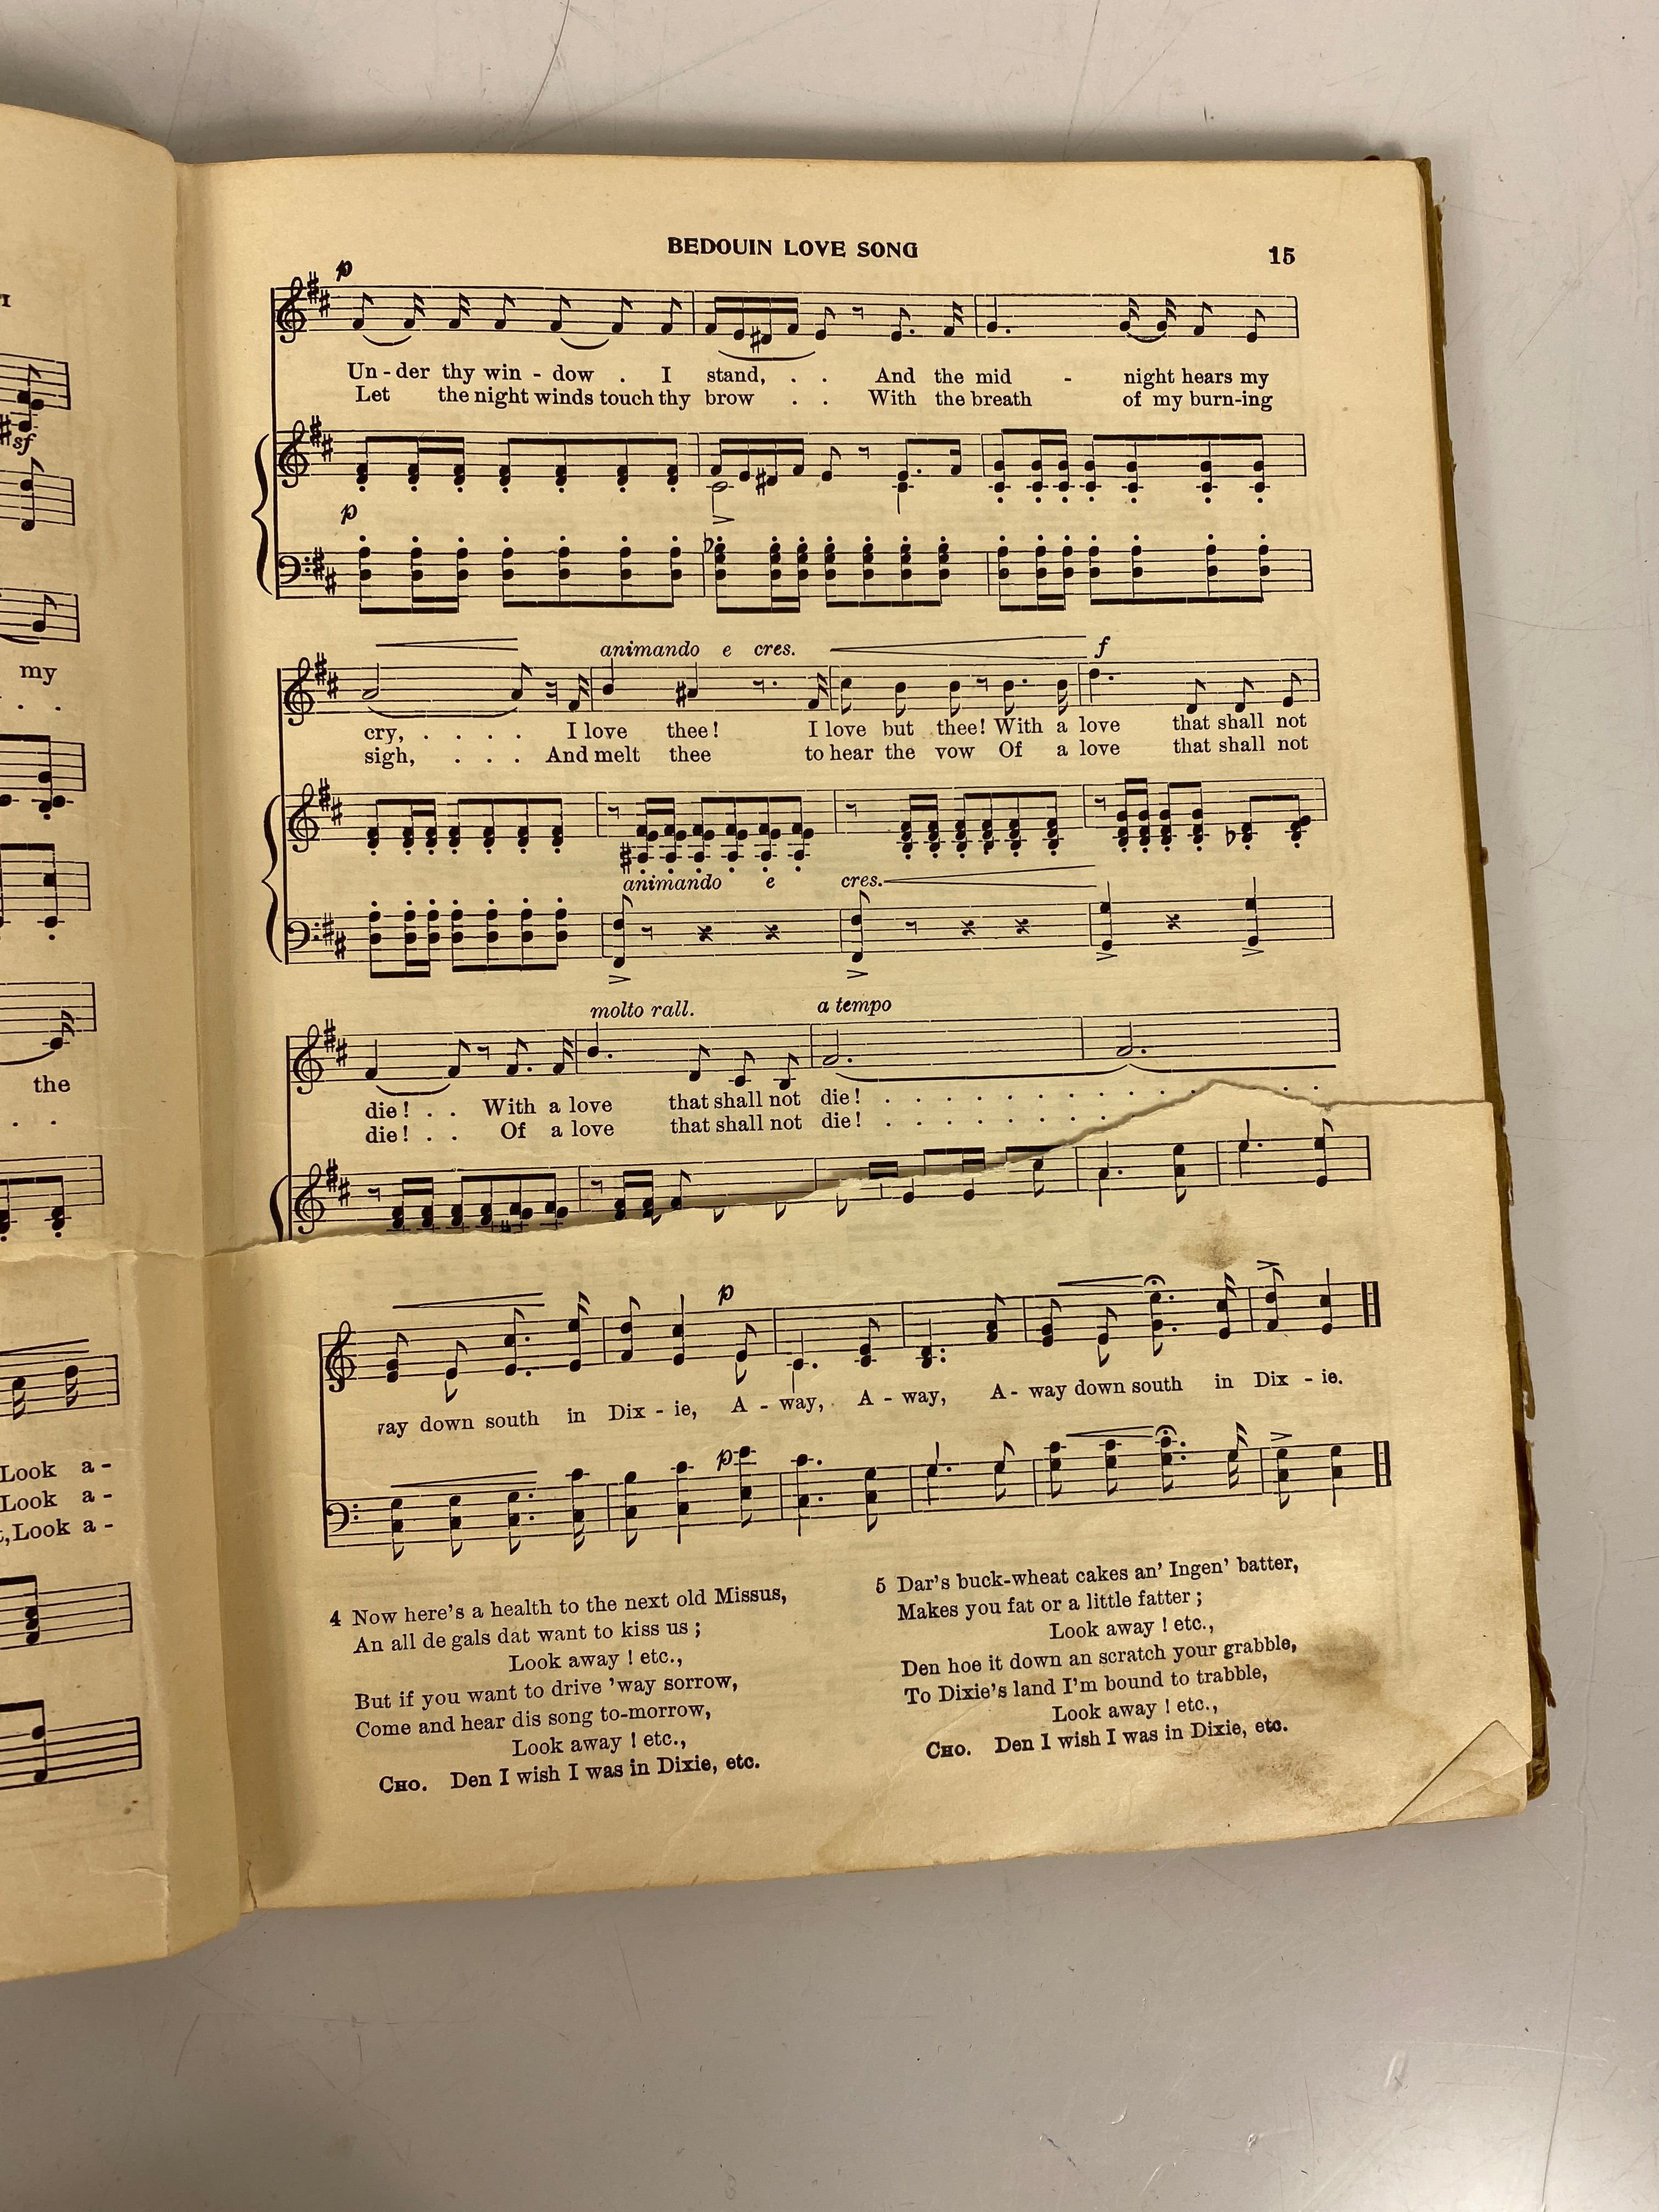 BEDOUIN LOVE SONG
15
p
Un - der thy win - dow . I stand, . . And the mid - night hears my
Let the night winds touch thy brow . . With the breath of my burn-ing
p
animando e cres. f
cry, . . . . I love thee! I love but thee! With a love that shall not
sigh, . . . And melt thee to hear the vow Of a love that shall not
animando e cres.
molto rall. a tempo
die! . . With a love that shall not die! . . . . . . . . . . . .
die! . . Of a love that shall not die! . . . . . . . .
p
way down south in Dix - ie, A - way, A - way, A - way down south in Dix - ie.
p
4 Now here's a health to the next old Missus,
An all de gals dat want to kiss us ;
Look away ! etc.,
But if you want to drive 'way sorrow,
Come and hear dis song to-morrow,
Look away ! etc.,
CHO. Den I wish I was in Dixie, etc.
5 Dar's buck-wheat cakes an' Ingen' batter,
Makes you fat or a little fatter ;
Look away ! etc.,
Den hoe it down an scratch your grabble,
To Dixie's land I'm bound to trabble,
Look away ! etc.,
CHO. Den I wish I was in Dixie, etc.
sf
my
. .
the
. .
Look a -
Look a -
Look a -